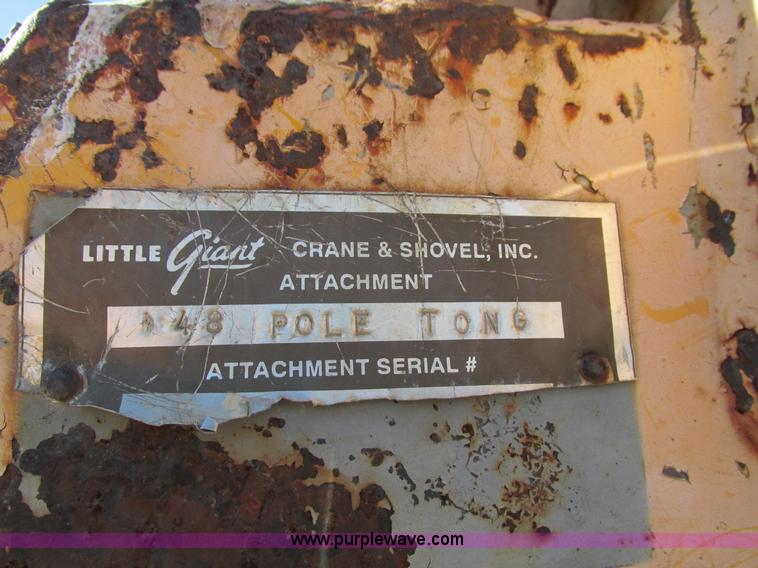 LITTLE Giant CRANE & SHOVEL, INC.
ATTACHMENT
48 POLE TONG
ATTACHMENT SERIAL #
www.purplewave.com